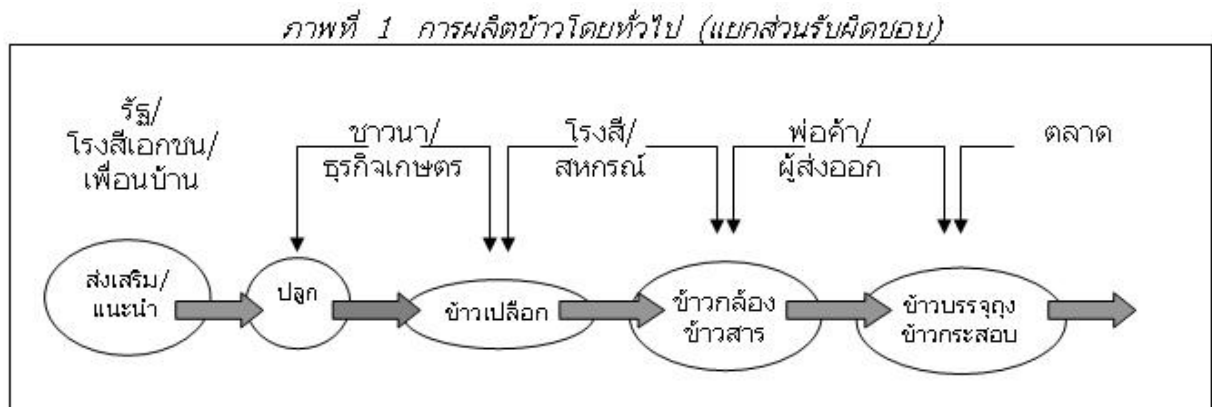 ภาพที่ 1 การผลิตข้าวโดยทั่วไป (แยกส่วนรับผิดชอบ)
รัฐ/
โรงสีเอกชน/
เพื่อนบ้าน
ชาวนา/
ธุรกิจเกษตร
โรงสี/
สหกรณ์
พ่อค้า/
ผู้ส่งออก
ตลาด
ส่งเสริม/
แนะนำ
ปลูก
ข้าวเปลือก
ข้าวกล้อง
ข้าวสาร
ข้าวบรรจุถุง
ข้าวกระสอบ